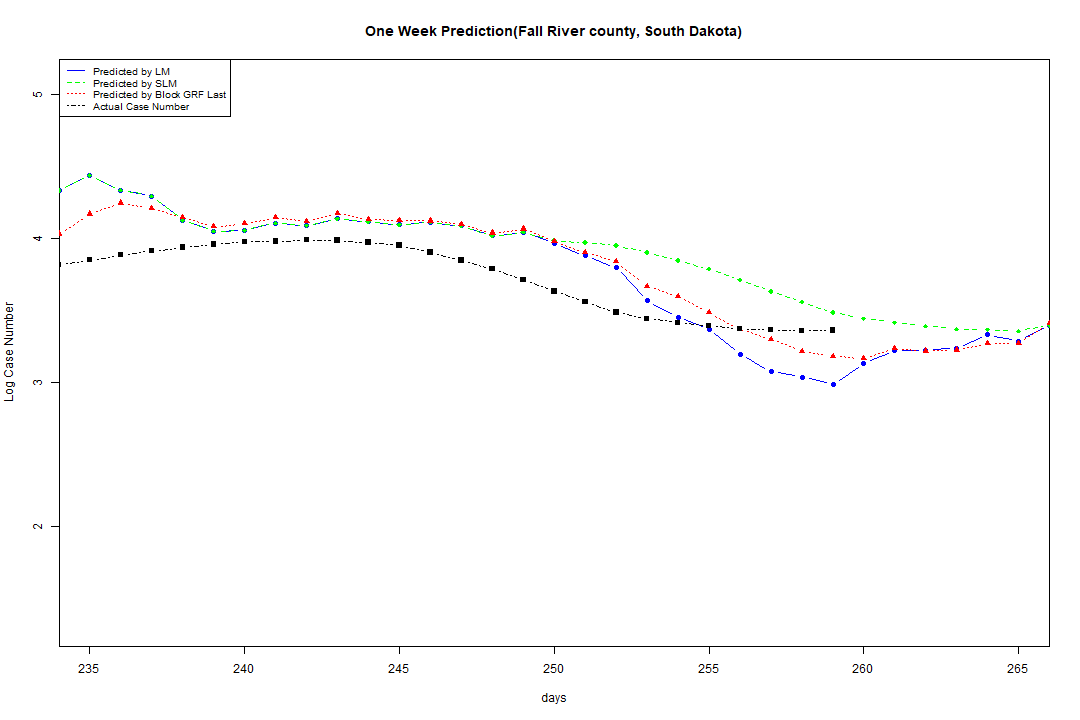 One Week Prediction(Fall River county, South Dakota)
Predicted by LM
Predicted by SLM
Predicted by Block GRF Last
Actual Case Number
5
4
3
2
Log Case Number
235 240 245 250 255 260 265
days